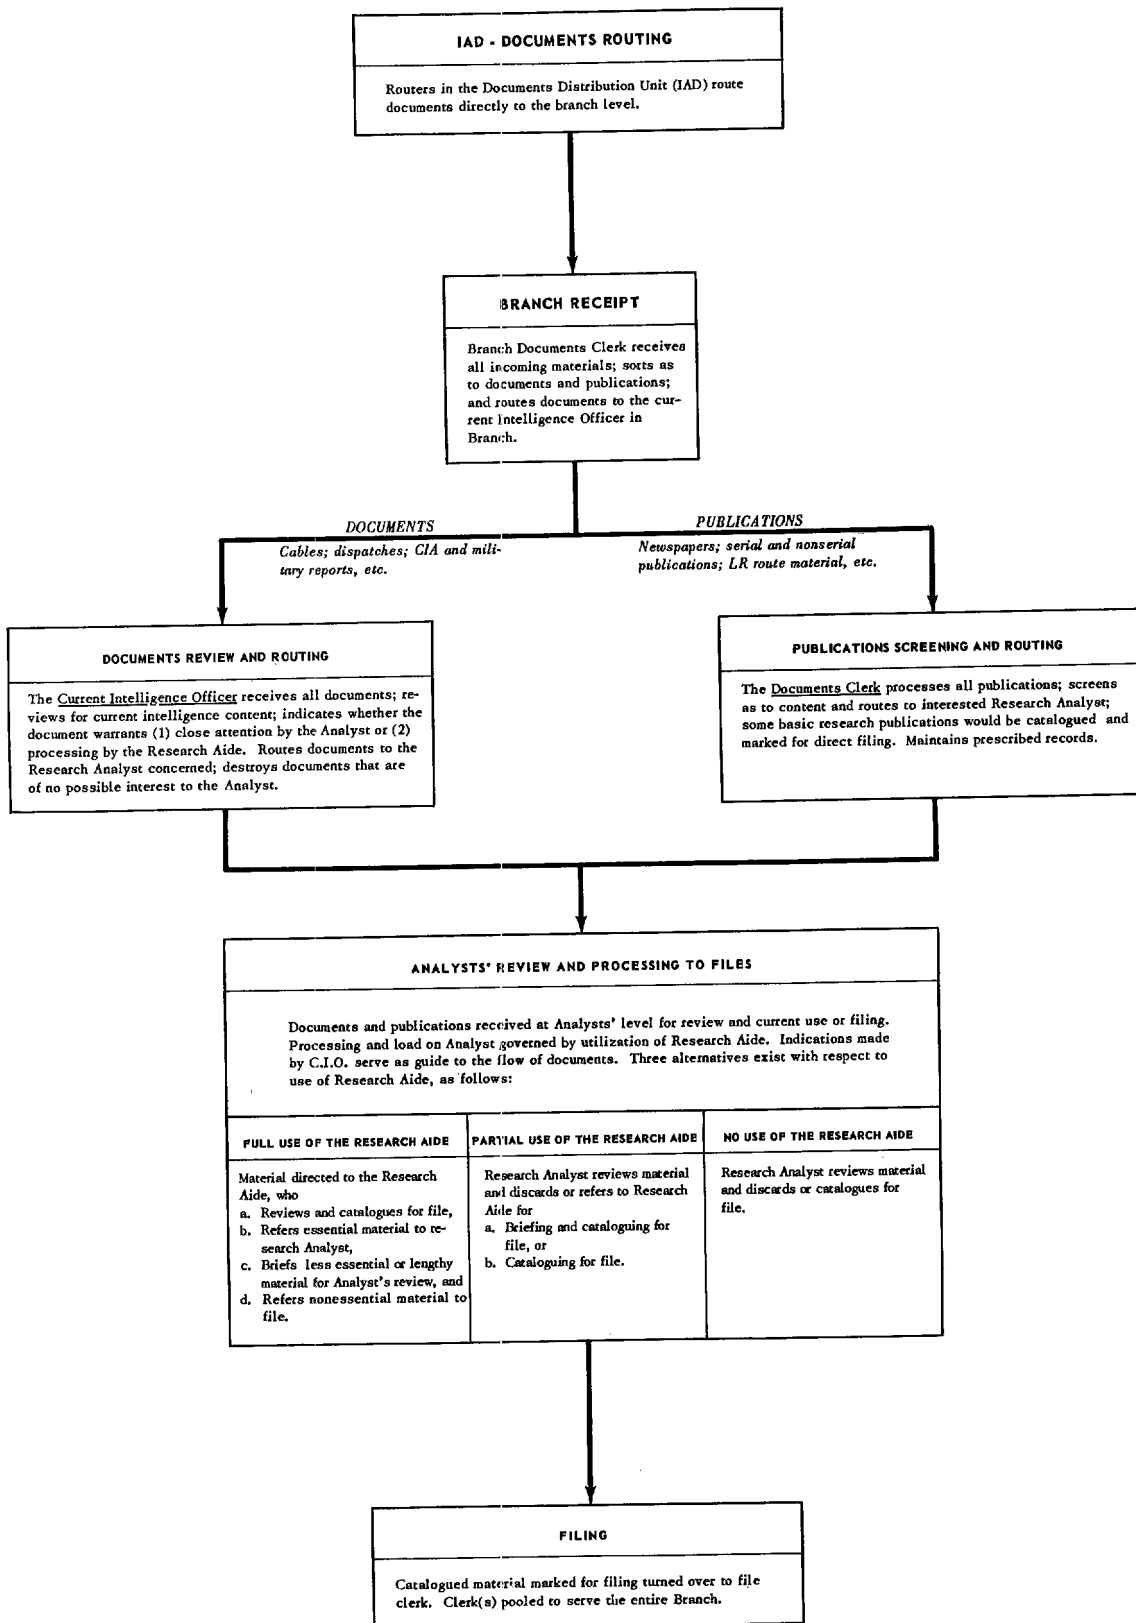 IAD - DOCUMENTS ROUTING
Routers in the Documents Distribution Unit (IAD) route
documents directly to the branch level.
BRANCH RECEIPT
Branch Documents Clerk receives
all incoming materials; sorts as
to documents and publications;
and routes documents to the cur-
rent Intelligence Officer in
Branch.
DOCUMENTS
Cables; dispatches; CIA and mili-
tary reports, etc.
PUBLICATIONS
Newspapers; serial and nonserial
publications; LR route material, etc.
DOCUMENTS REVIEW AND ROUTING
The Current Intelligence Officer receives all documents; re-
views for current intelligence content; indicates whether the
document warrants (1) close attention by the Analyst or (2)
processing by the Research Aide. Routes documents to the
Research Analyst concerned; destroys documents that are
of no possible interest to the Analyst.
PUBLICATIONS SCREENING AND ROUTING
The Documents Clerk processes all publications; screens
as to content and routes to interested Research Analyst;
some basic research publications would be catalogued and
marked for direct filing. Maintains prescribed records.
ANALYSTS' REVIEW AND PROCESSING TO FILES
Documents and publications received at Analysts' level for review and current use or filing.
Processing and load on Analyst governed by utilization of Research Aide. Indications made
by C.I.O. serve as guide to the flow of documents. Three alternatives exist with respect to
use of Research Aide, as follows:
FULL USE OF THE RESEARCH AIDE
Material directed to the Research
Aide, who
a. Reviews and catalogues for file,
b. Refers essential material to re-
search Analyst,
c. Briefs less essential or lengthy
material for Analyst's review, and
d. Refers nonessential material to
file.
PARTIAL USE OF THE RESEARCH AIDE
Research Analyst reviews material
and discards or refers to Research
Aide for
a. Briefing and cataloguing for
file, or
b. Cataloguing for file.
NO USE OF THE RESEARCH AIDE
Research Analyst reviews material
and discards or catalogues for
file.
FILING
Catalogued material marked for filing turned over to file
clerk. Clerk(s) pooled to serve the entire Branch.